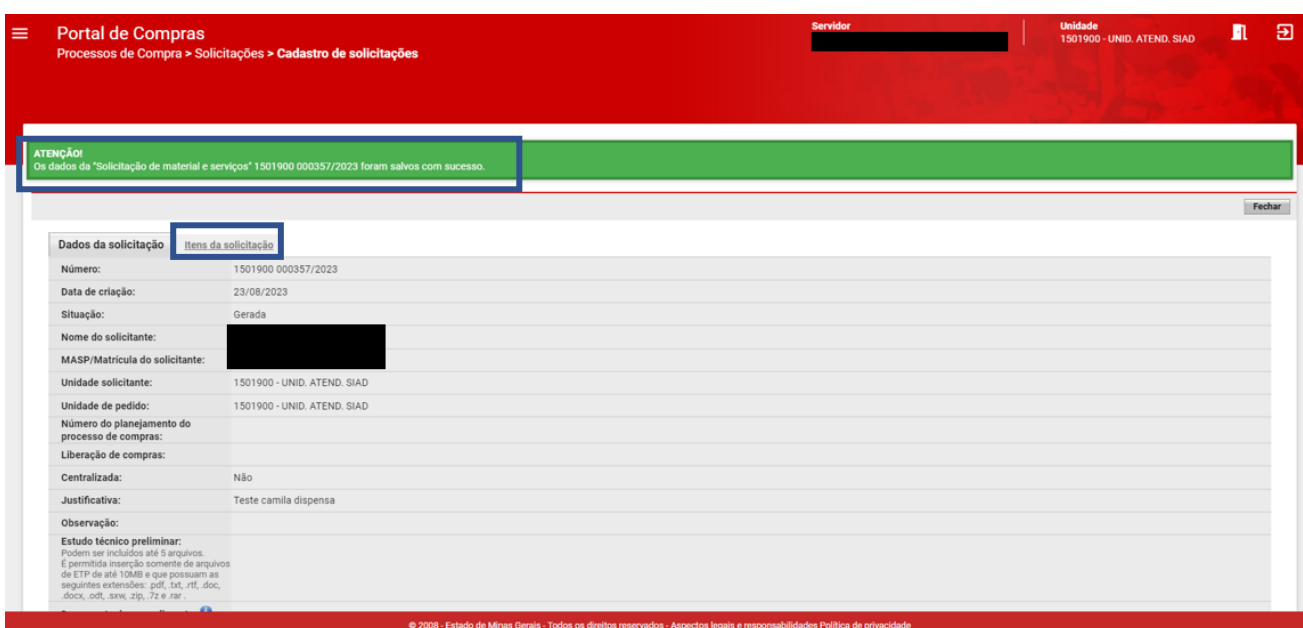 Portal de Compras
Processos de Compra > Solicitações > Cadastro de solicitações
Servidor
Unidade
1501900 - UNID. ATEND. SIAD
ATENÇÃO!
Os dados da "Solicitação de material e serviços" 1501900 000357/2023 foram salvos com sucesso.
Fechar
Dados da solicitação Itens da solicitação
Número: 1501900 000357/2023
Data de criação: 23/08/2023
Situação: Gerada
Nome do solicitante:
MASP/Matrícula do solicitante:
Unidade solicitante: 1501900 - UNID. ATEND. SIAD
Unidade de pedido: 1501900 - UNID. ATEND. SIAD
Número do planejamento do
processo de compras:
Liberação de compras:
Centralizada: Não
Justificativa: Teste camila dispensa
Observação:
Estudo técnico preliminar:
Podem ser incluídos até 5 arquivos.
É permitida inserção somente de arquivos
de ETP de até 10MB e que possuam as
seguintes extensões: .pdf, .txt, .rtf, .doc,
.docx, .odt, .sxw, .zip, .7z e .rar .
© 2008 - Estado de Minas Gerais - Todos os direitos reservados - Aspectos legais e responsabilidades Política de privacidade